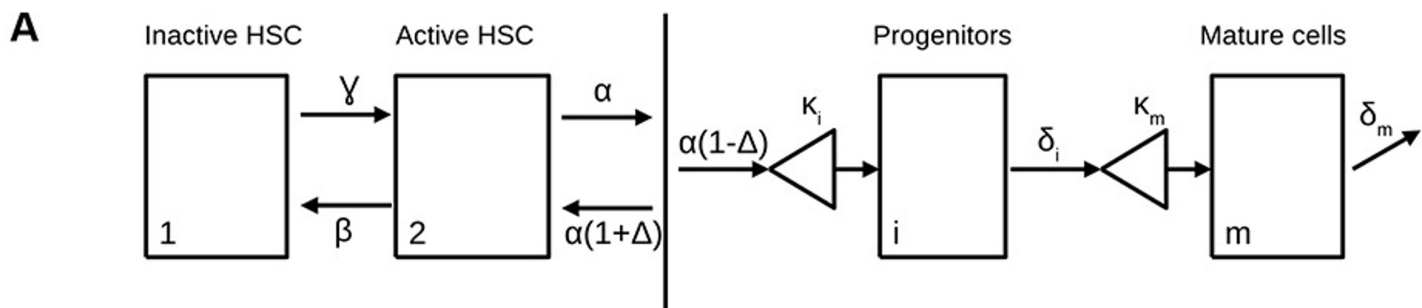 A
Inactive HSC
Active HSC
Progenitors
Mature cells
γ
α
κi
κm
δm
α(1-Δ)
δi
β
α(1+Δ)
1
2
i
m